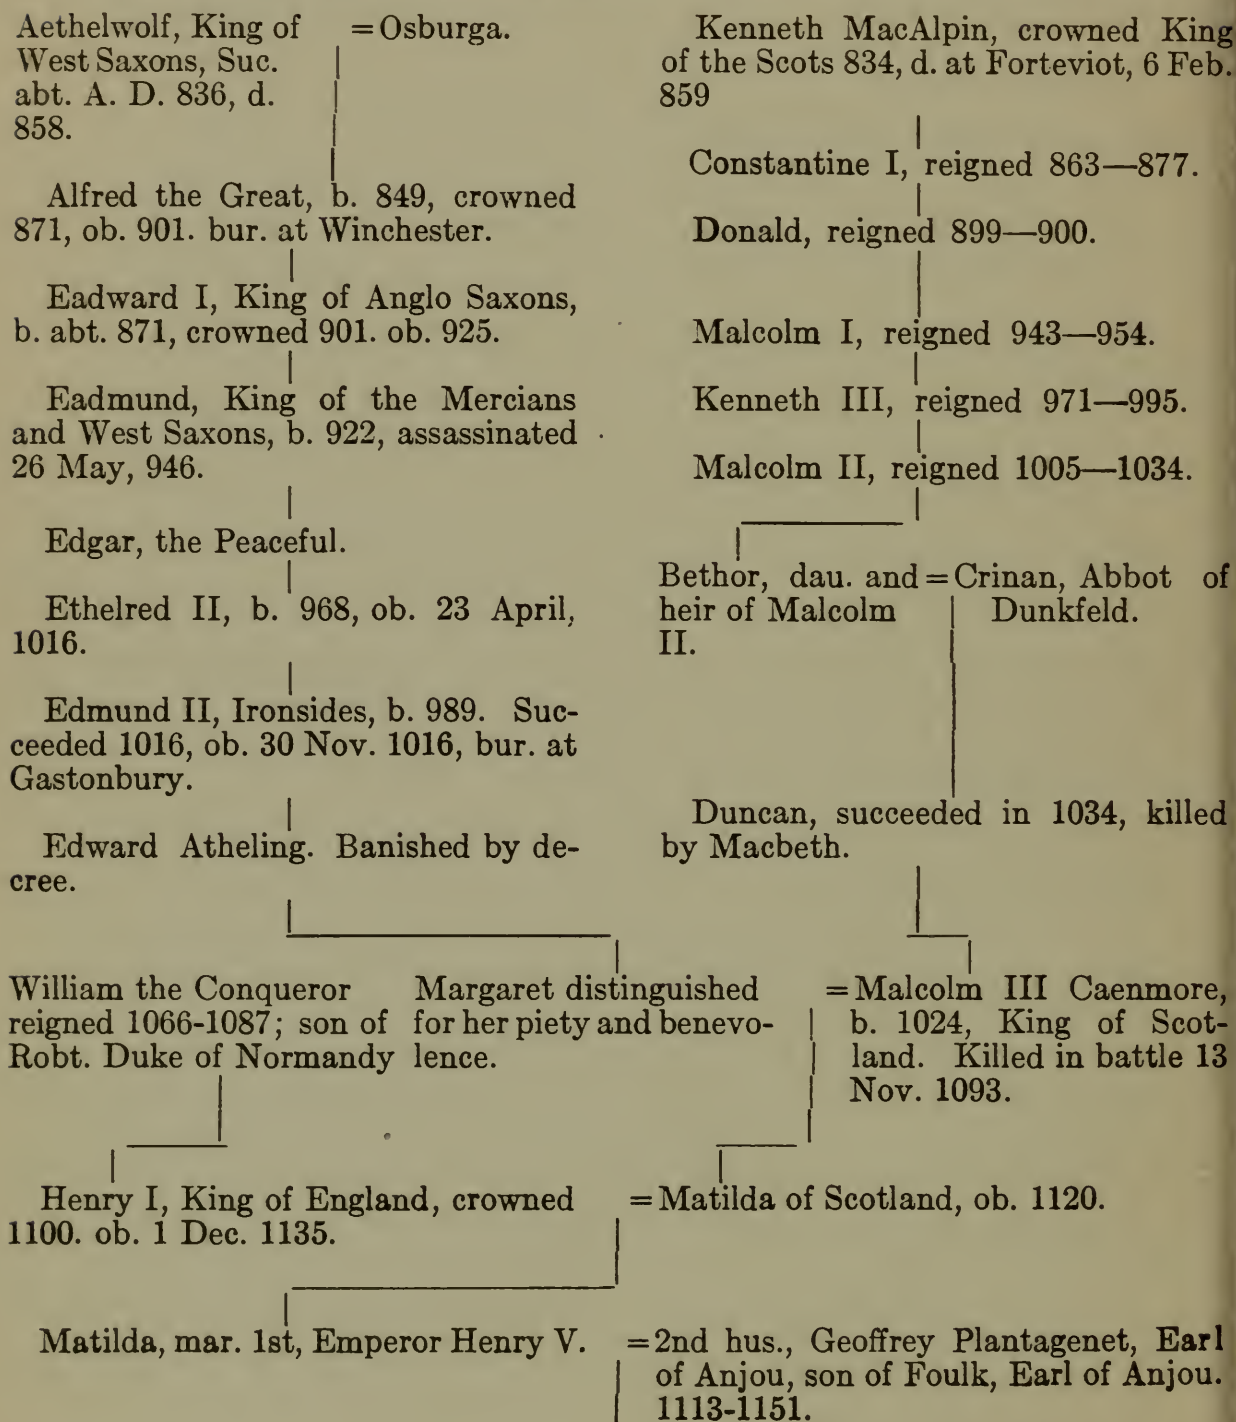 Aethelwolf, King of = Osburga.
West Saxons, Suc.
abt. A. D. 836, d.
858.
Alfred the Great, b. 849, crowned
871, ob. 901. bur. at Winchester.
Eadward I, King of Anglo Saxons,
b. abt. 871, crowned 901. ob. 925.
Eadmund, King of the Mercians
and West Saxons, b. 922, assassinated
26 May, 946.
Edgar, the Peaceful.
Ethelred II, b. 968, ob. 23 April,
1016.
Edmund II, Ironsides, b. 989. Suc-
ceeded 1016, ob. 30 Nov. 1016, bur. at
Gastonbury.
Edward Atheling. Banished by de-
cree.
Kenneth MacAlpin, crowned King
of the Scots 834, d. at Forteviot, 6 Feb.
859
Constantine I, reigned 863—877.
Donald, reigned 899—900.
Malcolm I, reigned 943—954.
Kenneth III, reigned 971—995.
Malcolm II, reigned 1005—1034.
Bethor, dau. and
heir of Malcolm
II.
= Crinan, Abbot of
Dunkfeld.
Duncan, succeeded in 1034, killed
by Macbeth.
William the Conqueror
reigned 1066-1087; son of
Robt. Duke of Normandy
Margaret distinguished
for her piety and benevo-
lence.
= Malcolm III Caenmore,
b. 1024, King of Scot-
land. Killed in battle 13
Nov. 1093.
Henry I, King of England, crowned
1100. ob. 1 Dec. 1135.
= Matilda of Scotland, ob. 1120.
Matilda, mar. 1st, Emperor Henry V.
= 2nd hus., Geoffrey Plantagenet, Earl
of Anjou, son of Foulk, Earl of Anjou.
1113-1151.